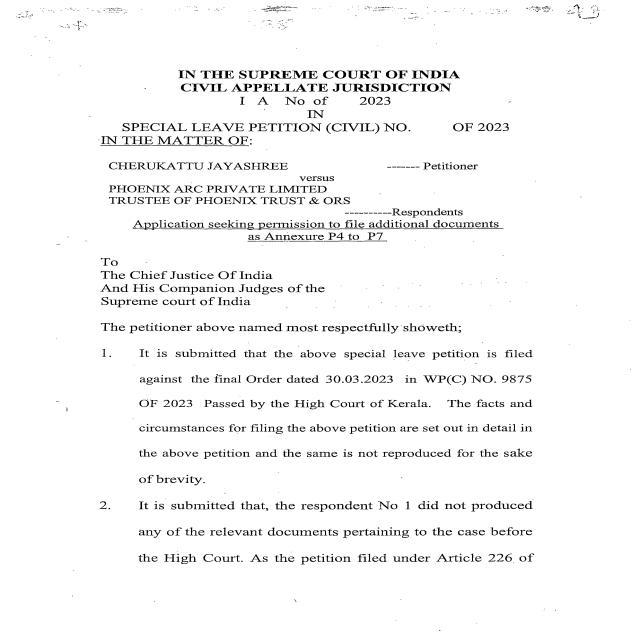 IN THE SUPREME COURT OF INDIA
CIVIL APPELLATE JURISDICTION
I A No of 2023
IN
SPECIAL LEAVE PETITION (CIVIL) NO. OF 2023
IN THE MATTER OF:
CHERUKATTU JAYASHREE ------- Petitioner
versus
PHOENIX ARC PRIVATE LIMITED
TRUSTEE OF PHOENIX TRUST & ORS
----------Respondents
Application seeking permission to file additional documents
as Annexure P4 to P7
To
The Chief Justice Of India
And His Companion Judges of the
Supreme court of India
The petitioner above named most respectfully showeth;
1. It is submitted that the above special leave petition is filed
against the final Order dated 30.03.2023 in WP(C) NO. 9875
OF 2023 Passed by the High Court of Kerala. The facts and
circumstances for filing the above petition are set out in detail in
the above petition and the same is not reproduced for the sake
of brevity.
2. It is submitted that, the respondent No 1 did not produced
any of the relevant documents pertaining to the case before
the High Court. As the petition filed under Article 226 of